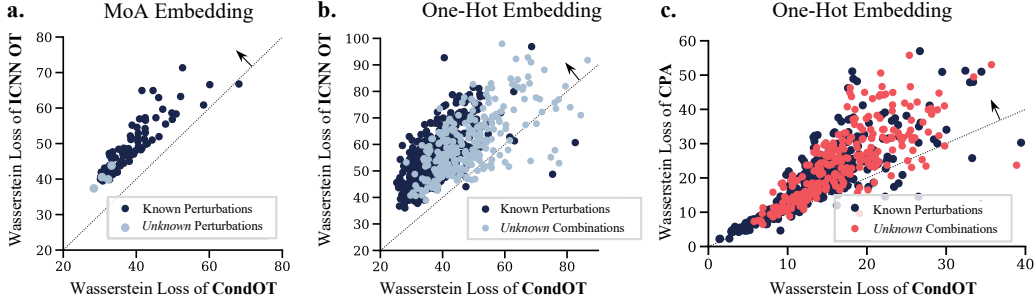 a.
MoA Embedding
Wasserstein Loss of ICNN OT
80
70
60
50
40
30
20
20
40
60
80
Known Perturbations
Unknown Perturbations
Wasserstein Loss of CondOT
b.
One-Hot Embedding
Wasserstein Loss of ICNN OT
100
90
80
70
60
50
40
30
20
20
40
60
80
Known Perturbations
Unknown Combinations
Wasserstein Loss of CondOT
c.
One-Hot Embedding
Wasserstein Loss of CPA
60
50
40
30
20
10
0
0
10
20
30
40
Known Perturbations
Unknown Combinations
Wasserstein Loss of CondOT